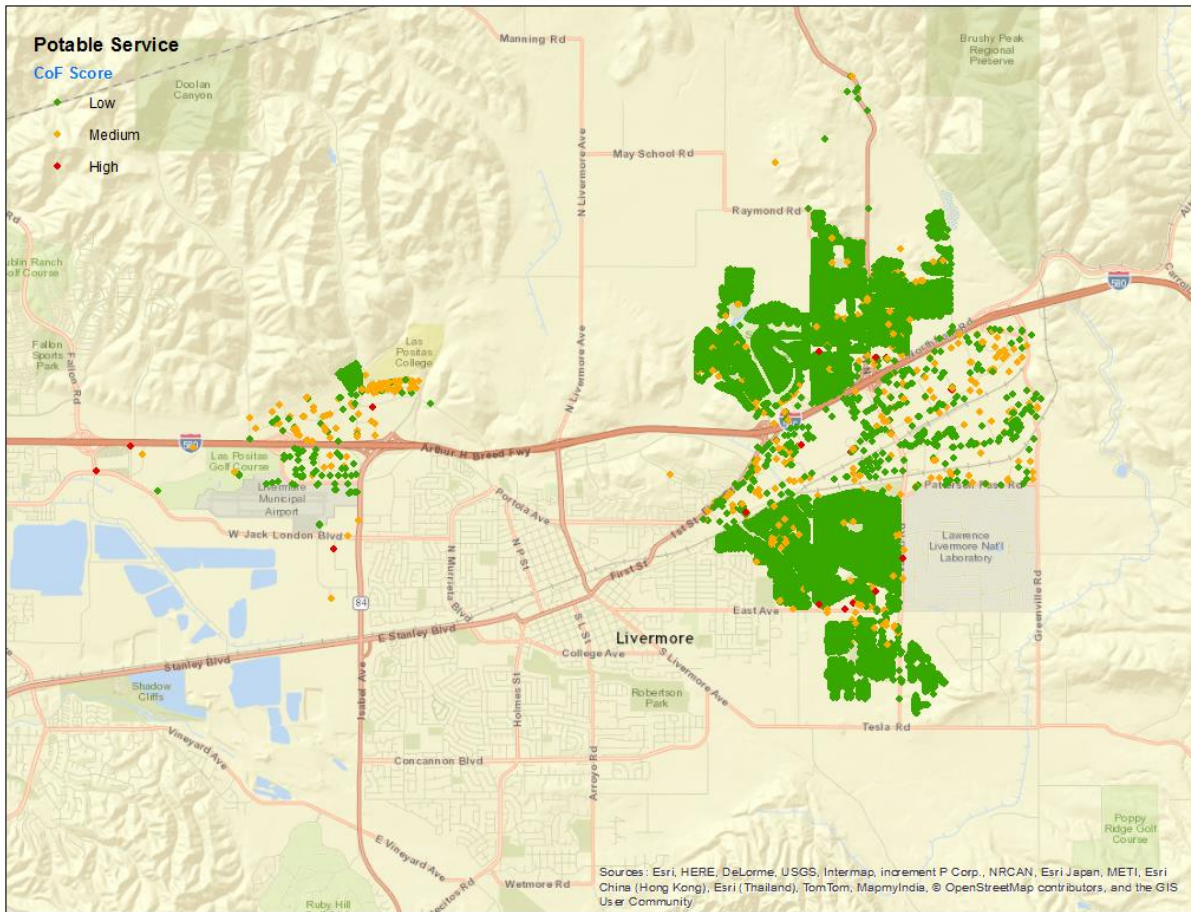 Potable Service
CoF Score
Low
Medium
High
Manning Rd
Brushy Peak
Regional
Preserve
Doolan
Canyon
N Livermore Ave
May School Rd
Raymond Rd
580
Fallon
Sports
Park
Fallon Rd
Las
Positas
College
N Livermore Ave
580
Las Positas
Golf Course
Arthur H Breed Fwy
Livermore
Municipal
Airport
Portola Ave
1st St
W Jack London Blvd
N Murrieta Blvd
N P St
First St
Lawrence
Livermore Nat'l
Laboratory
84
E Stanley Blvd
East Ave
Greenville Rd
S L St
Livermore
Stanley Blvd
College Ave
S Livermore Ave
Shadow
Cliffs
Isabel Ave
Holmes St
Robertson
Park
Vineyard Ave
Tesla Rd
Concannon Blvd
Arroyo Rd
E Vineyard Ave
Poppy
Ridge Golf
Course
Wetmore Rd
Ruby Hill
Sources: Esri, HERE, DeLorme, USGS, Intermap, increment P Corp., NRCAN, Esri Japan, METI, Esri
China (Hong Kong), Esri (Thailand), TomTom, MapmyIndia, © OpenStreetMap contributors, and the GIS
User Community